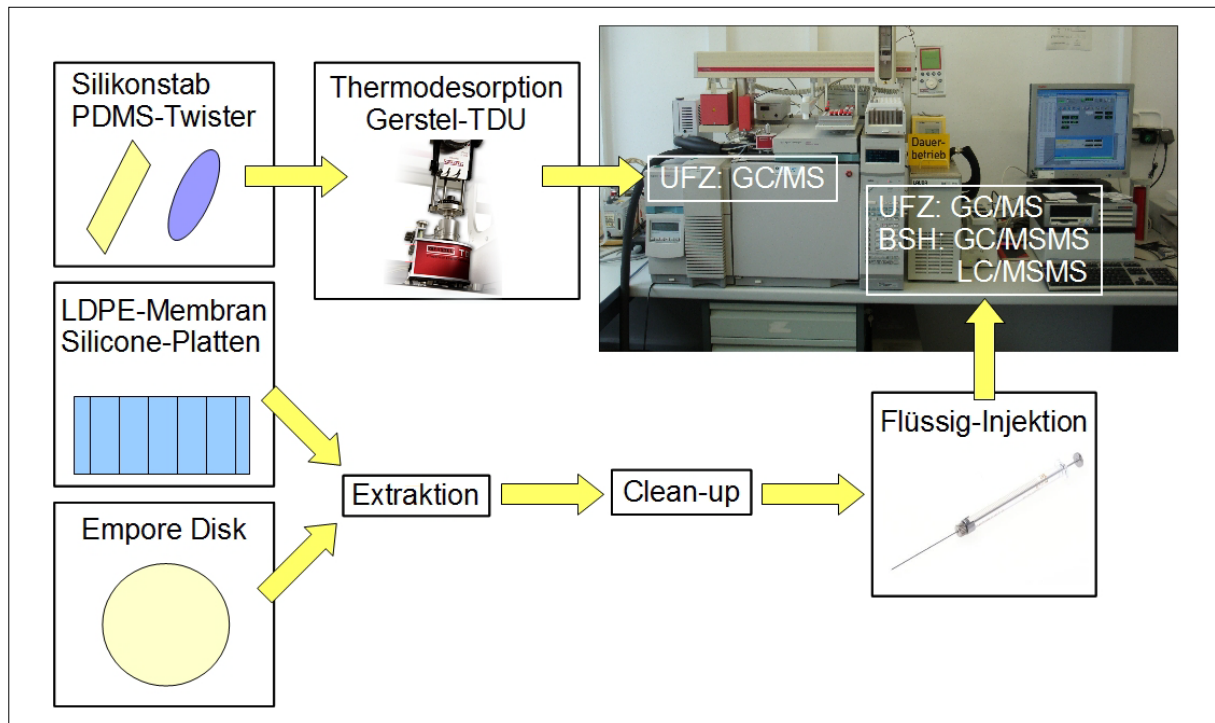 Silikonstab
PDMS-Twister
Thermodesorption
Gerstel-TDU
UFZ: GC/MS
Dauer-
betrieb
UFZ: GC/MS
BSH: GC/MSMS
LC/MSMS
LDPE-Membran
Silicone-Platten
Empore Disk
Extraktion
Clean-up
Flüssig-Injektion